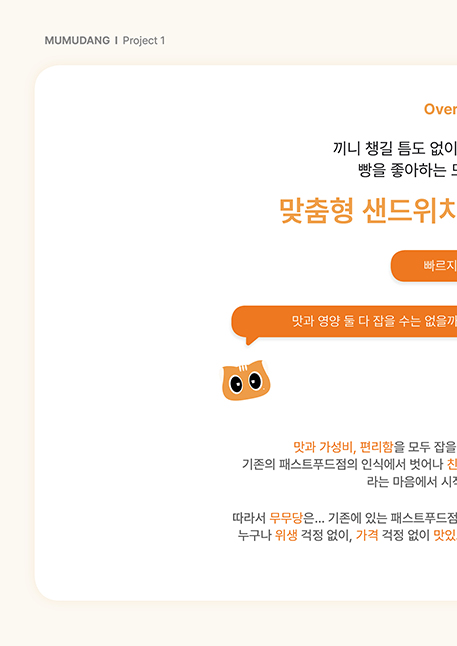 MUMUDANG I Project 1
Over
끼니 챙길 틈도 없이
빵을 좋아하는
맞춤형 샌드위치
빠르지
맛과 영양 둘 다 잡을 수는 없을까
맛과 가성비, 편리함을 모두 잡을
기존의 패스트푸드점의 인식에서 벗어나 친
라는 마음에서 시작
따라서 무무당은... 기존에 있는 패스트푸드점
누구나 위생 걱정 없이, 가격 걱정 없이 맛있